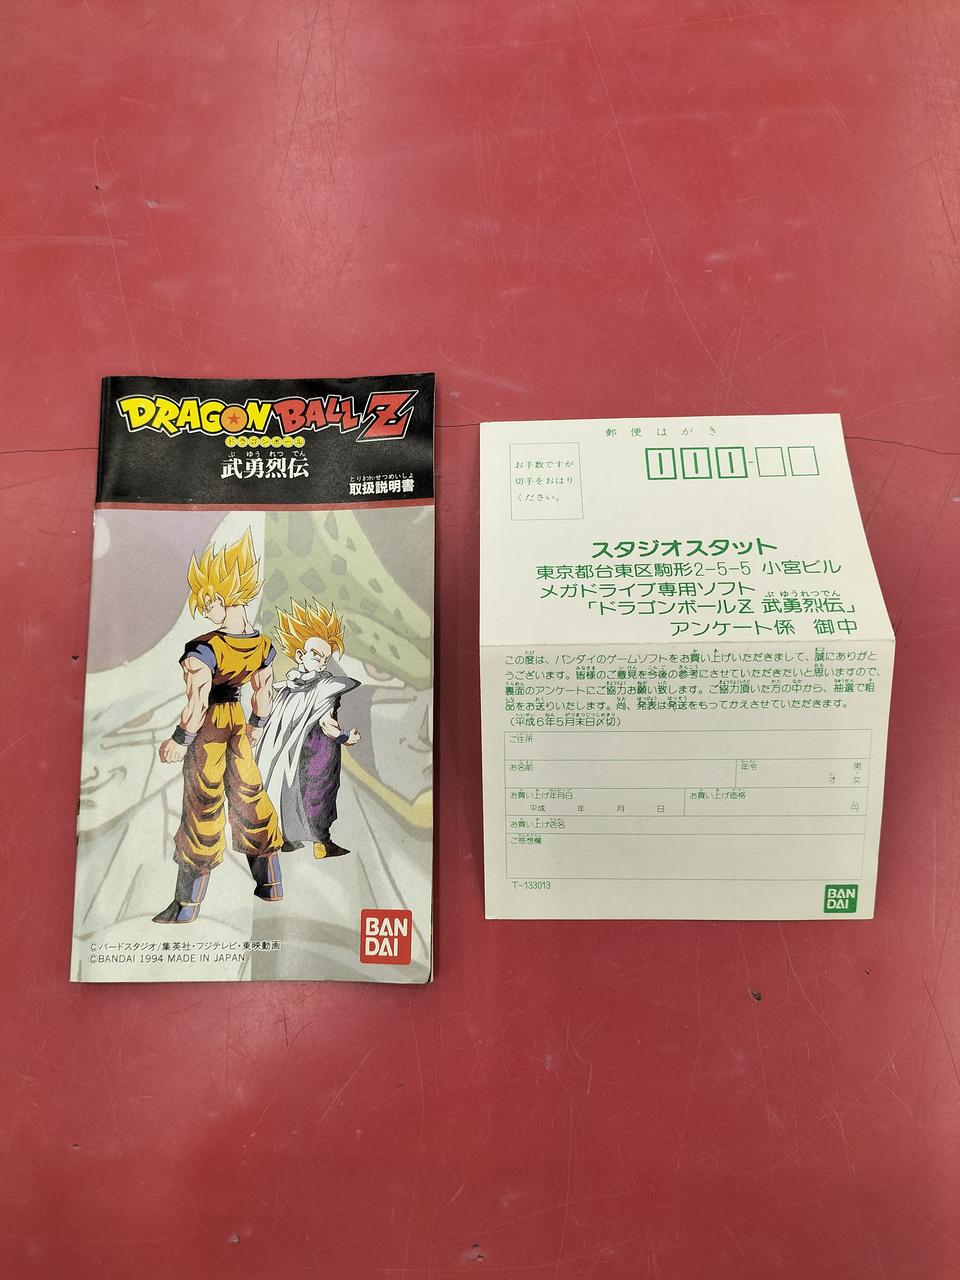 DRAGON BALL Z
ドラゴンボール
ぶゆうれつでん
武勇烈伝
とりあつかいせつめいしょ
取扱説明書
©バードスタジオ/集英社・フジテレビ・東映動画
©BANDAI 1994 MADE IN JAPAN
BAN
DAI
郵便はがき
お手数ですが
切手をおはり
ください。
111-
スタジオスタット
東京都台東区駒形2-5-5 小宮ビル
メガドライブ専用ソフト
ぶゆうれつでん
「ドラゴンボールZ 武勇烈伝」
アンケート係 御中
この度は、バンダイのゲームソフトをお買い上げいただきまして、誠にありがと
うございます。皆様のご意見を今後の参考にさせていただきたいと思いますので、
裏面のアンケートにご協力お願い致します。ご協力頂いた方の中から、抽選で粗
品をお送りいたします。尚、発表は発送をもってかえさせていただきます。
(平成6年5月末日〆切)
ご住所
お名前
年令
才
男
・
女
お買い上げ年月日
平成 年 月 日
お買い上げ価格
円
お買い上げ店名
ご感想欄
T-133013
BAN
DAI